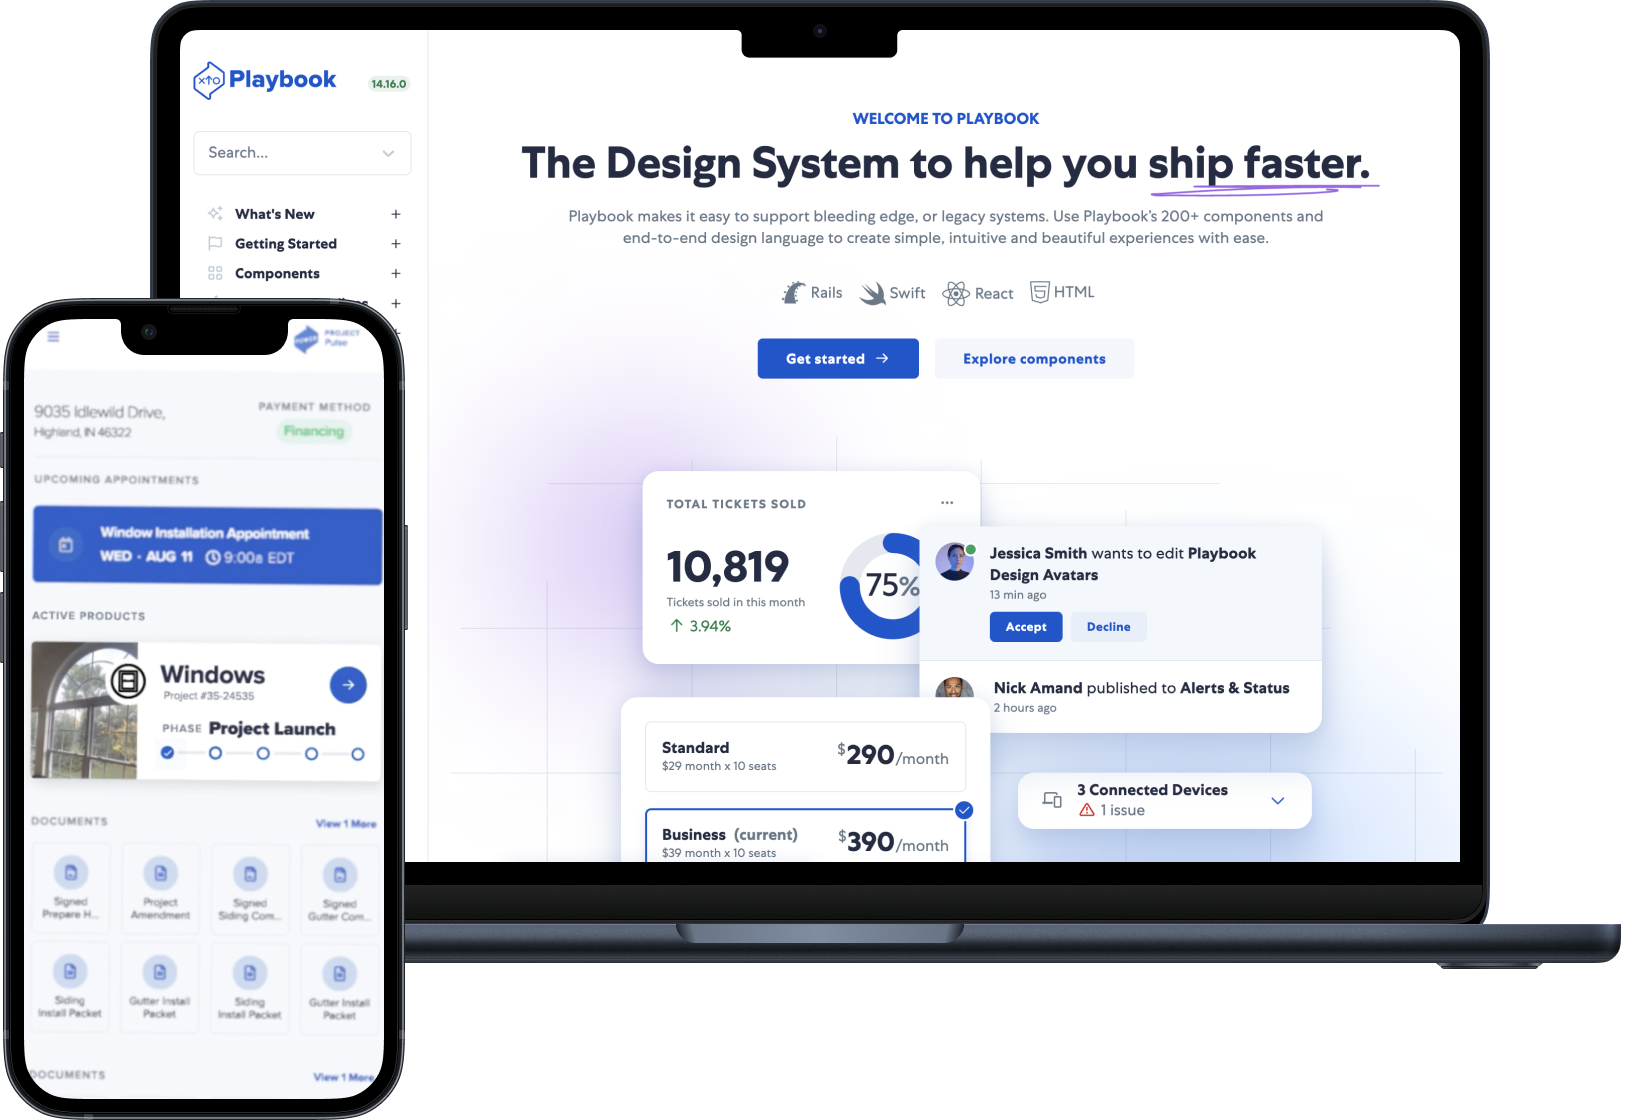 Playbook
14.16.0
Search...
What's New
Getting Started
Components
WELCOME TO PLAYBOOK
The Design System to help you ship faster.
Playbook makes it easy to support bleeding edge, or legacy systems. Use Playbook's 200+ components and
end-to-end design language to create simple, intuitive and beautiful experiences with ease.
Rails
Swift
React
HTML
Get started →
Explore components
TOTAL TICKETS SOLD
10,819
Tickets sold in this month
↑ 3.94%
75%
Jessica Smith wants to edit Playbook
Design Avatars
13 min ago
Accept
Decline
Nick Amand published to Alerts & Status
2 hours ago
Standard
$29 month x 10 seats
$290/month
Business (current)
$39 month x 10 seats
$390/month
3 Connected Devices
1 issue
PROJECT
Pulse
9035 Idlewild Drive,
Highland, IN 46322
PAYMENT METHOD
Financing
UPCOMING APPOINTMENTS
Window Installation Appointment
WED · AUG 11 9:00a EDT
ACTIVE PRODUCTS
Windows
Project #35-24535
PHASE Project Launch
DOCUMENTS
View 1 More
Signed
Prepare H...
Project
Amendment
Signed
Siding Com...
Signed
Gutter Com...
Siding
Install Packet
Gutter Install
Packet
Siding
Install Packet
Gutter Install
Packet
DOCUMENTS
View 1 More